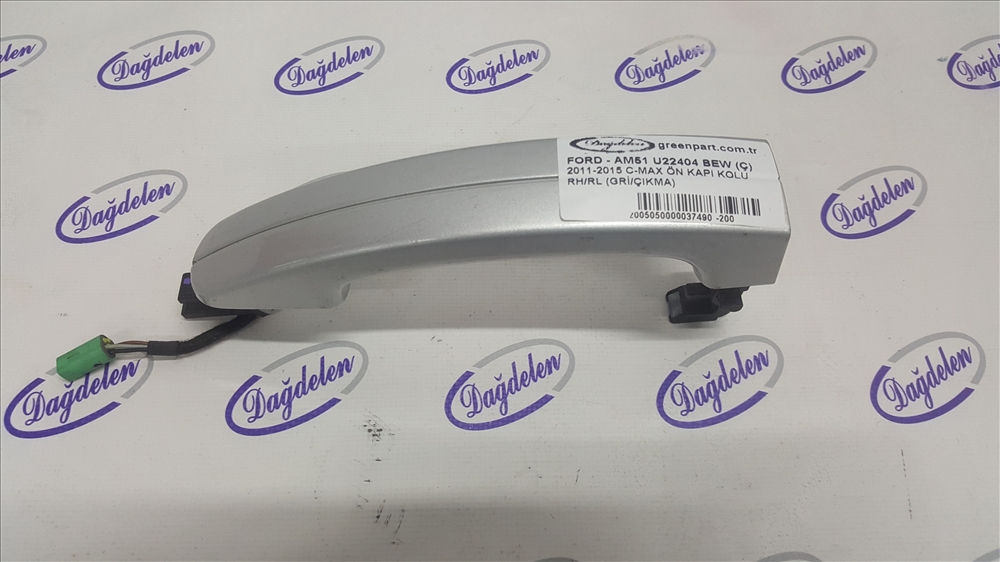 Dağdelen
Dağdelen
Dağdelen
Dağdelen
Dağdelen
Dağdelen
Dağdelen greenpart.com.tr
FORD - AM51 U22404 BEW (Ç)
2011-2015 C-MAX ÖN KAPI KOLU
RH/RL (GRİ/ÇIKMA)
2005050000037490 -200
Dağdelen
Dağdelen
Dağdelen
Dağdelen
Dağdelen
Dağdelen
Dağdelen